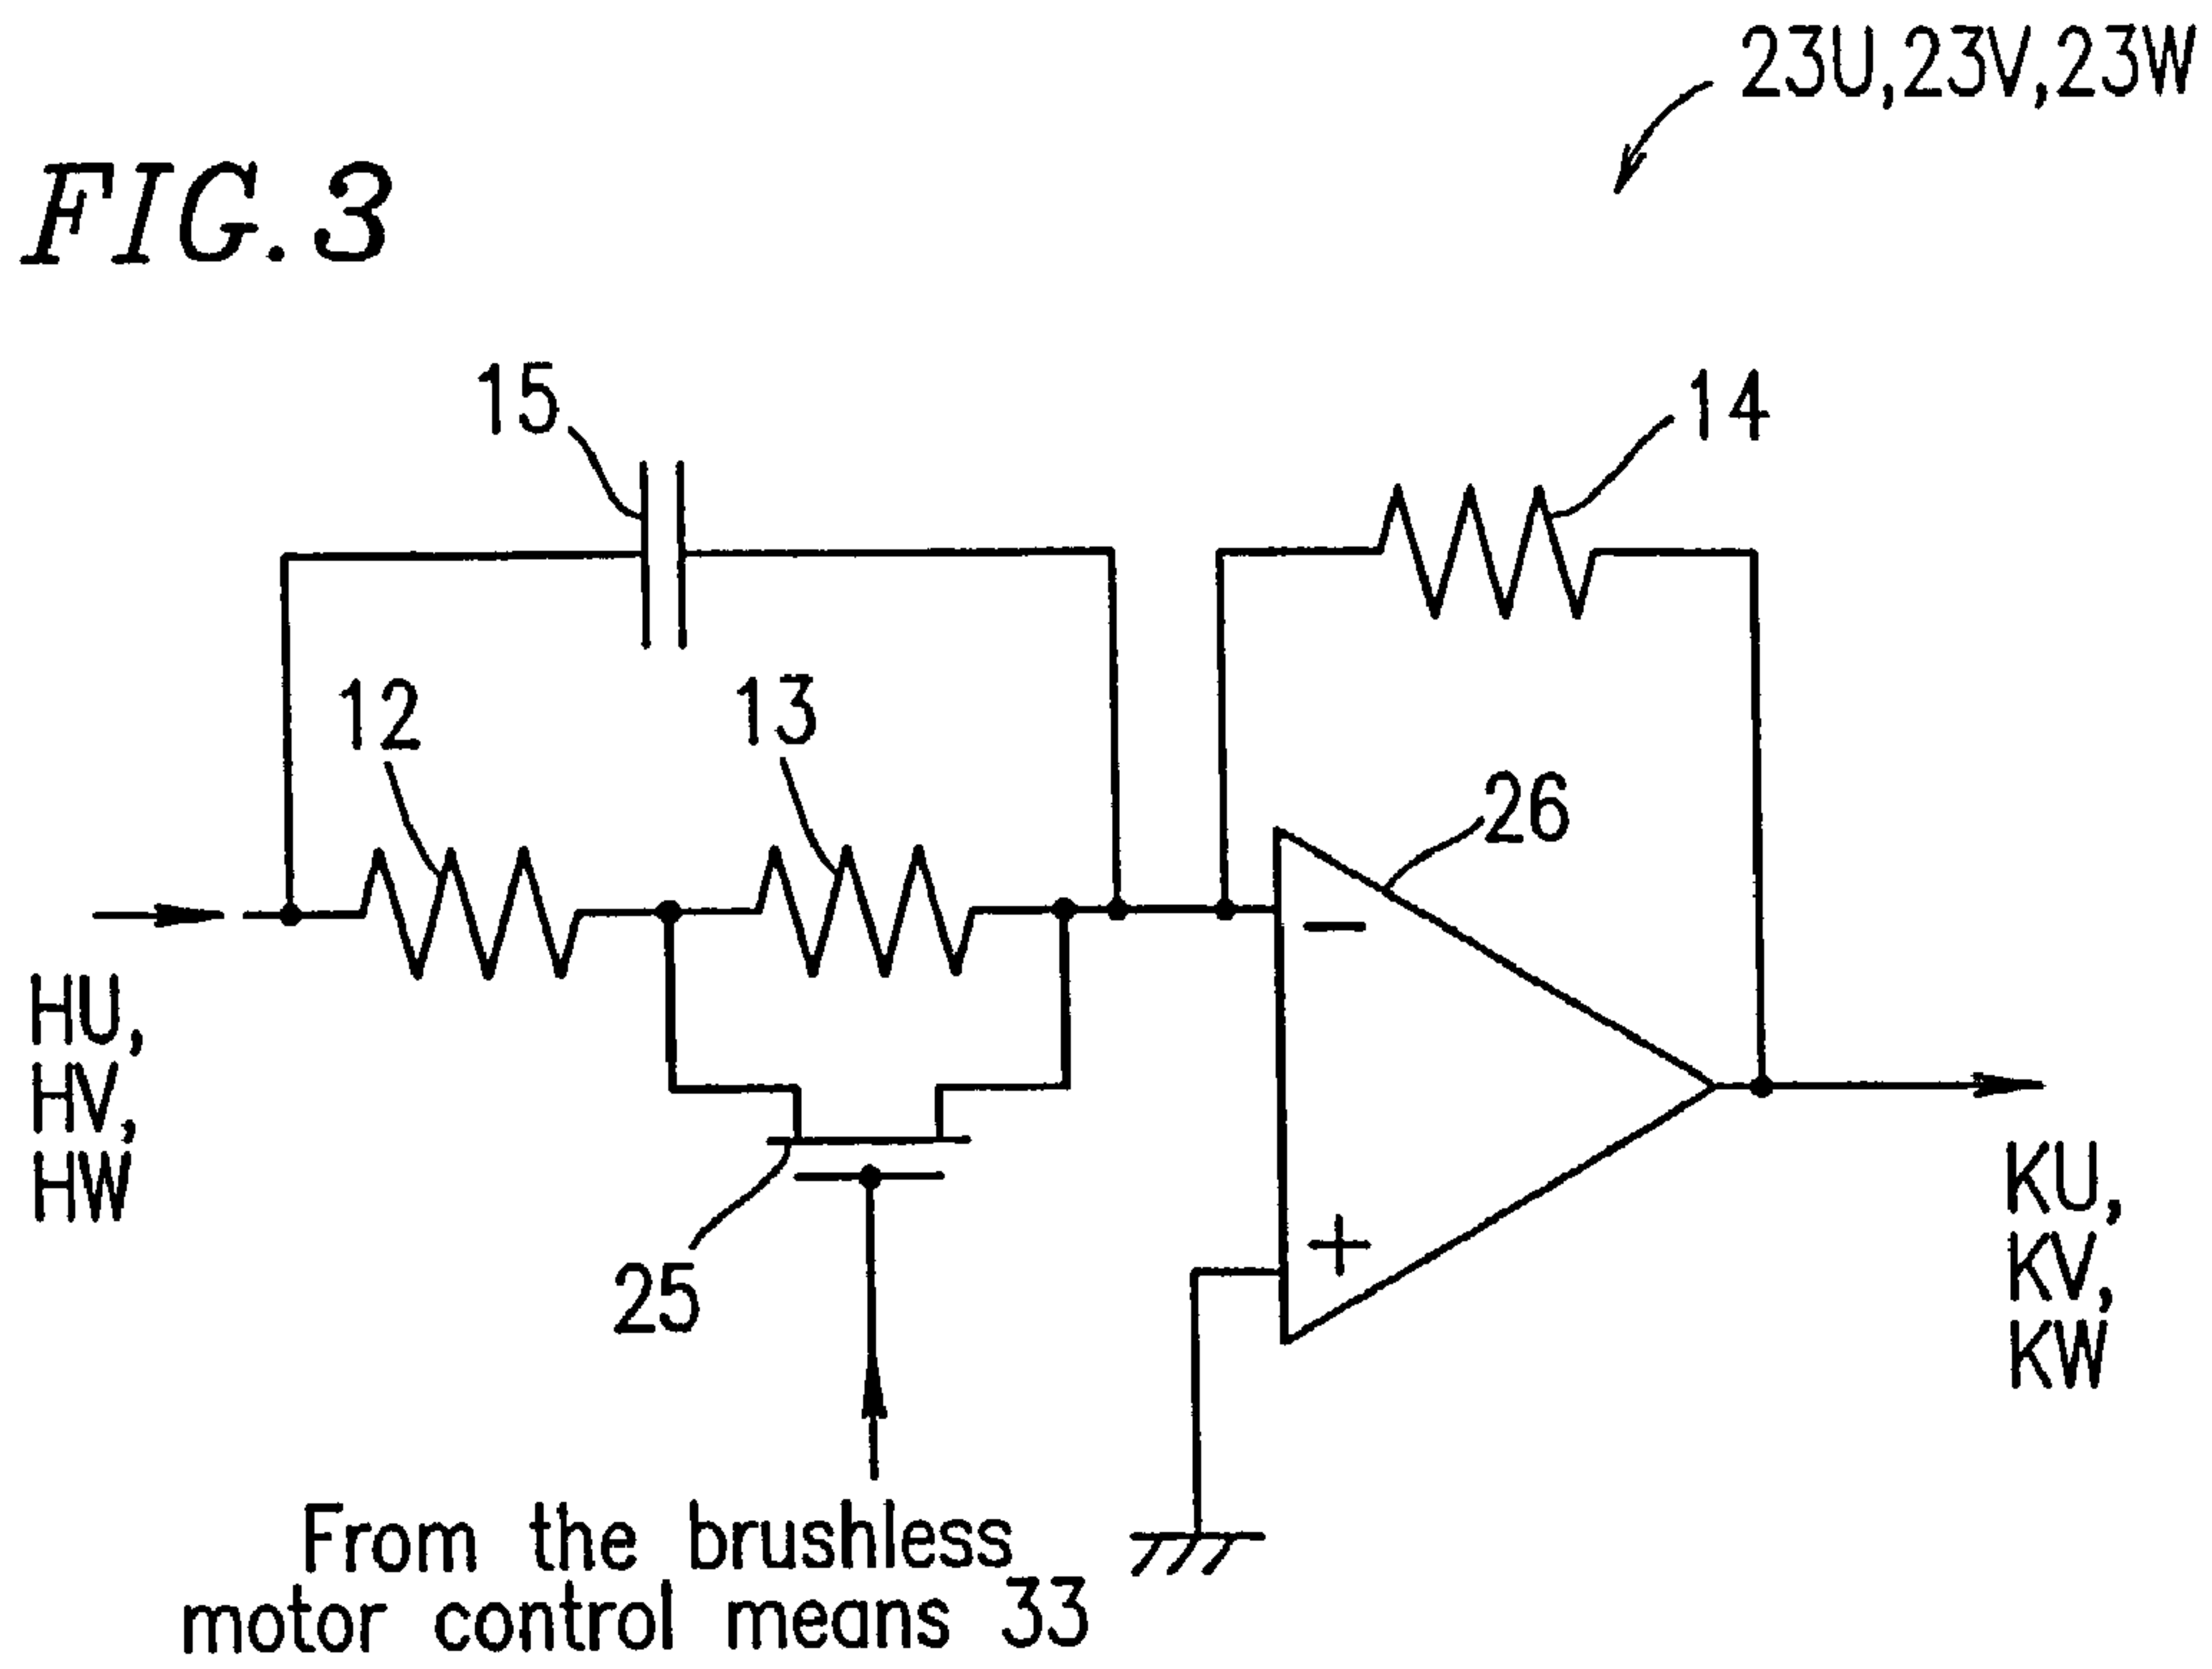 23U,23V,23W
FIG.3
15
14
12
13
26
HU,
HV,
HW
−
+
25
KU,
KV,
KW
From the brushless
motor control means 33